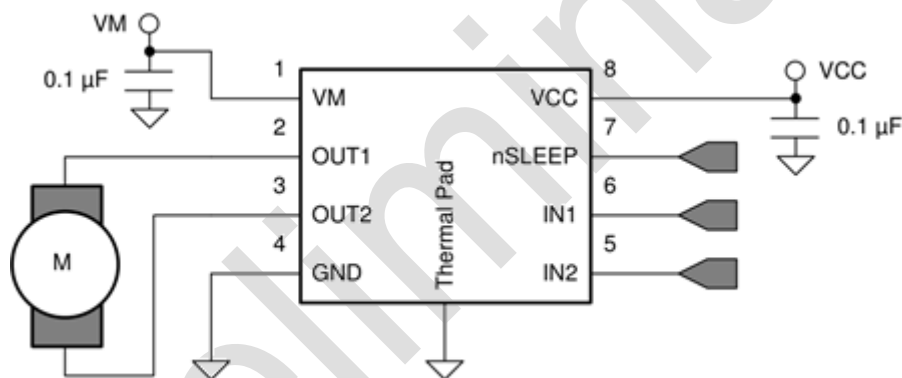 VM
0.1 µF
1
VM
2
OUT1
3
OUT2
4
GND
Thermal Pad
8
VCC
7
nSLEEP
6
IN1
5
IN2
VCC
0.1 µF
M